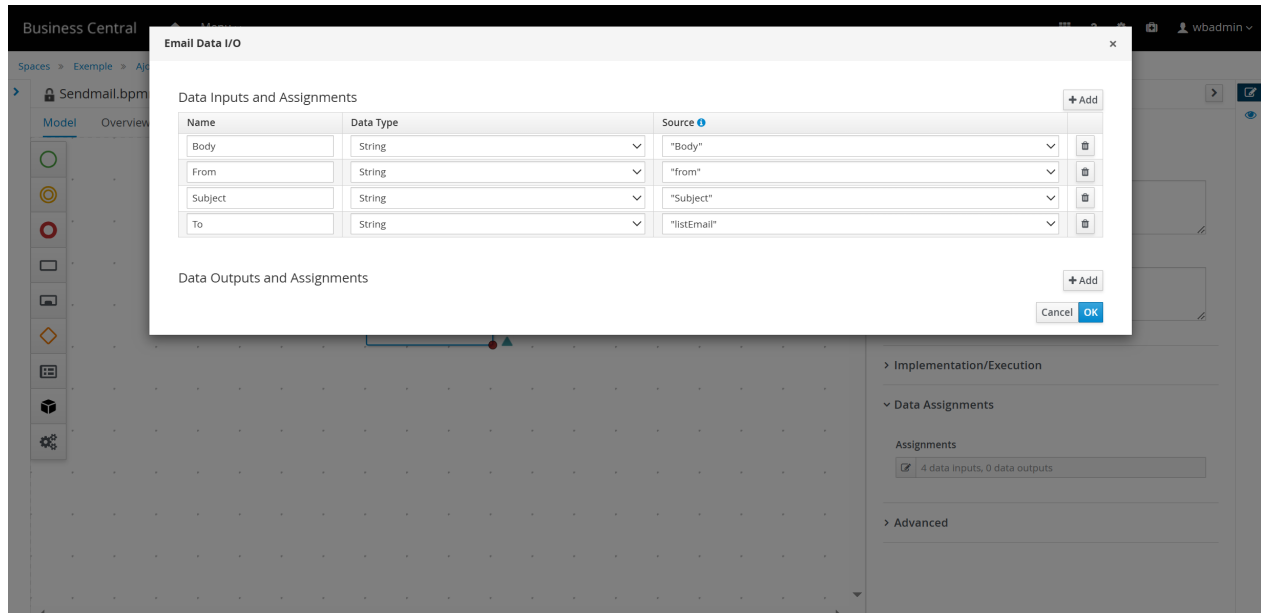 Business Central
Menu
wbadmin
Email Data I/O
×
Spaces » Exemple » Ajo
Sendmail.bpm
Model Overview
Data Inputs and Assignments
+ Add
Name Data Type Source
Body String "Body"
From String "from"
Subject String "Subject"
To String "listEmail"
Data Outputs and Assignments
+ Add
Cancel OK
Implementation/Execution
Data Assignments
Assignments
4 data inputs, 0 data outputs
Advanced